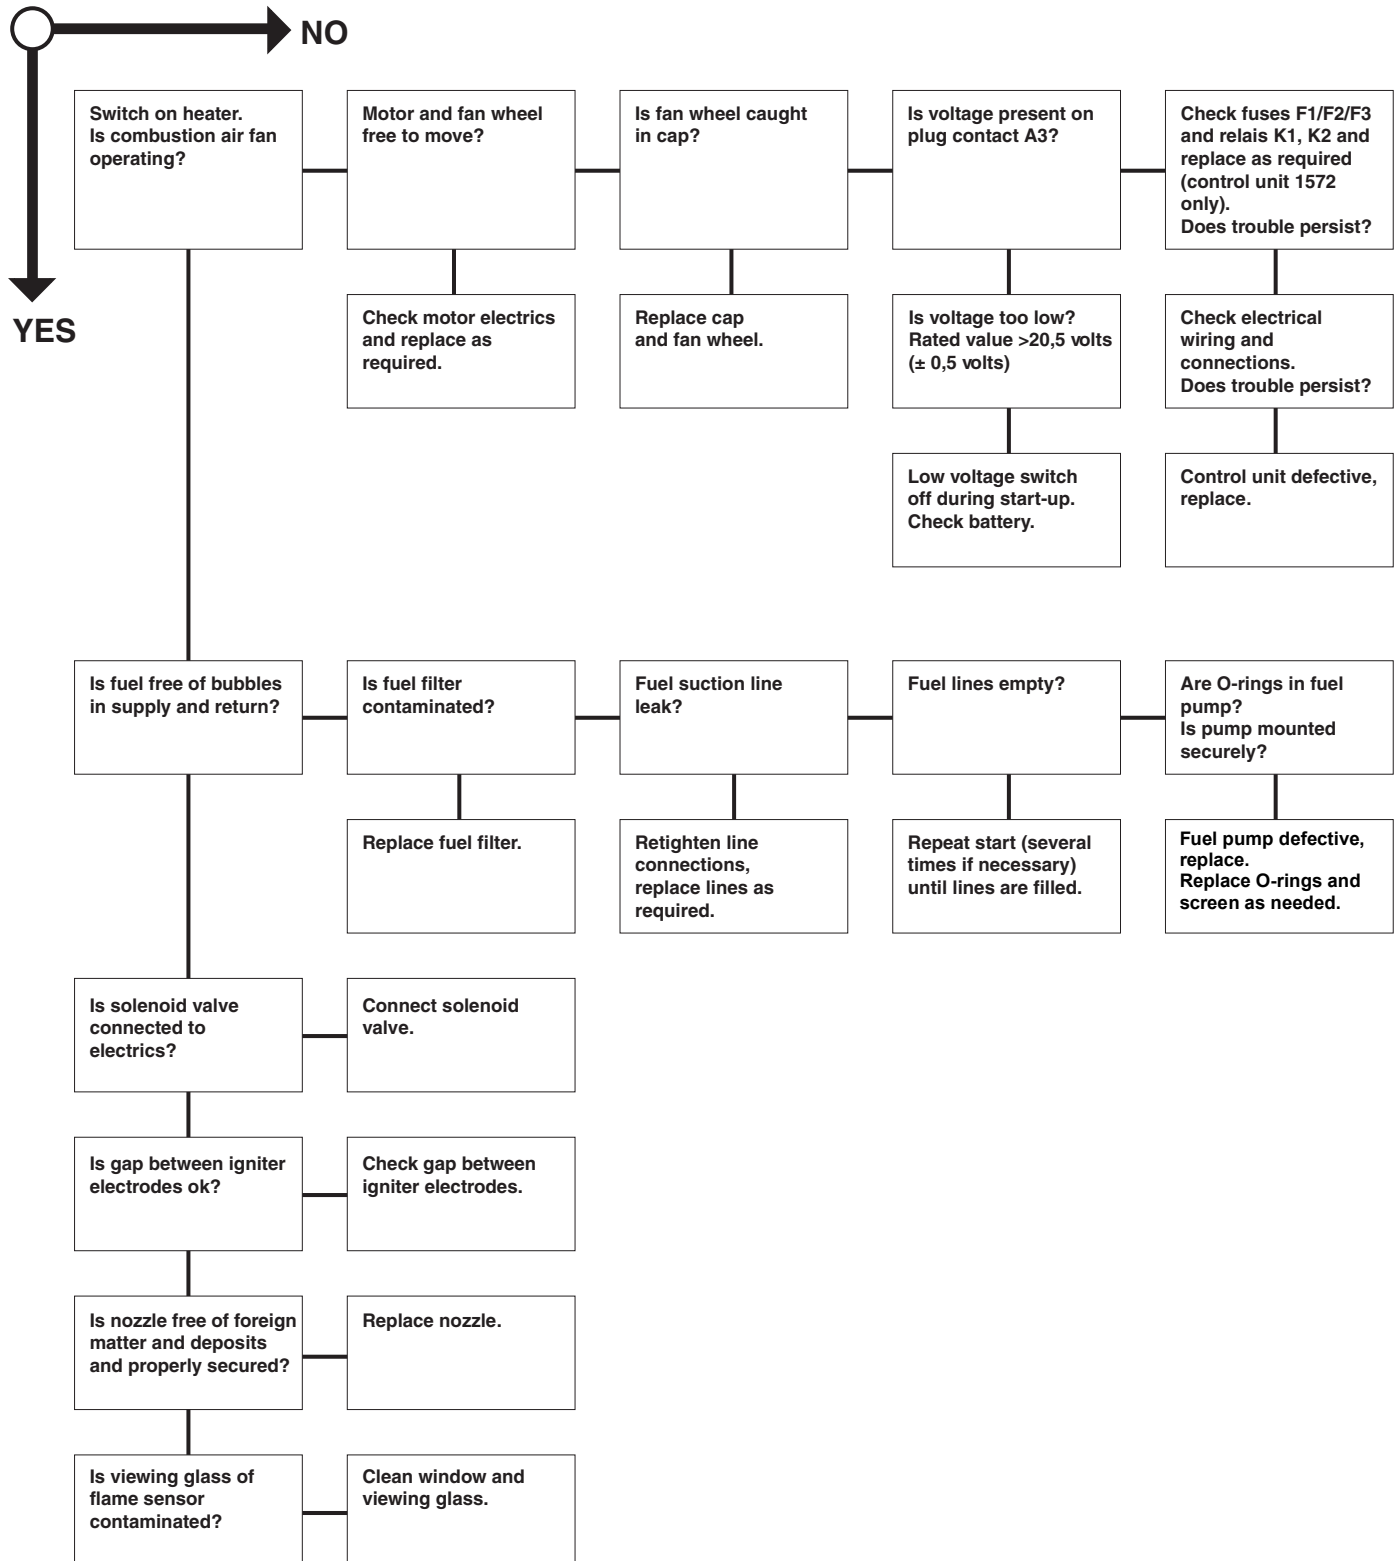 NO
YES
Switch on heater.
Is combustion air fan
operating?
Motor and fan wheel
free to move?
Is fan wheel caught
in cap?
Is voltage present on
plug contact A3?
Check fuses F1/F2/F3
and relais K1, K2 and
replace as required
(control unit 1572
only).
Does trouble persist?
Check motor electrics
and replace as
required.
Replace cap
and fan wheel.
Is voltage too low?
Rated value >20,5 volts
(± 0,5 volts)
Check electrical
wiring and
connections.
Does trouble persist?
Low voltage switch
off during start-up.
Check battery.
Control unit defective,
replace.
Is fuel free of bubbles
in supply and return?
Is fuel filter
contaminated?
Fuel suction line
leak?
Fuel lines empty?
Are O-rings in fuel
pump?
Is pump mounted
securely?
Replace fuel filter.
Retighten line
connections,
replace lines as
required.
Repeat start (several
times if necessary)
until lines are filled.
Fuel pump defective,
replace.
Replace O-rings and
screen as needed.
Is solenoid valve
connected to
electrics?
Connect solenoid
valve.
Is gap between igniter
electrodes ok?
Check gap between
igniter electrodes.
Is nozzle free of foreign
matter and deposits
and properly secured?
Replace nozzle.
Is viewing glass of
flame sensor
contaminated?
Clean window and
viewing glass.